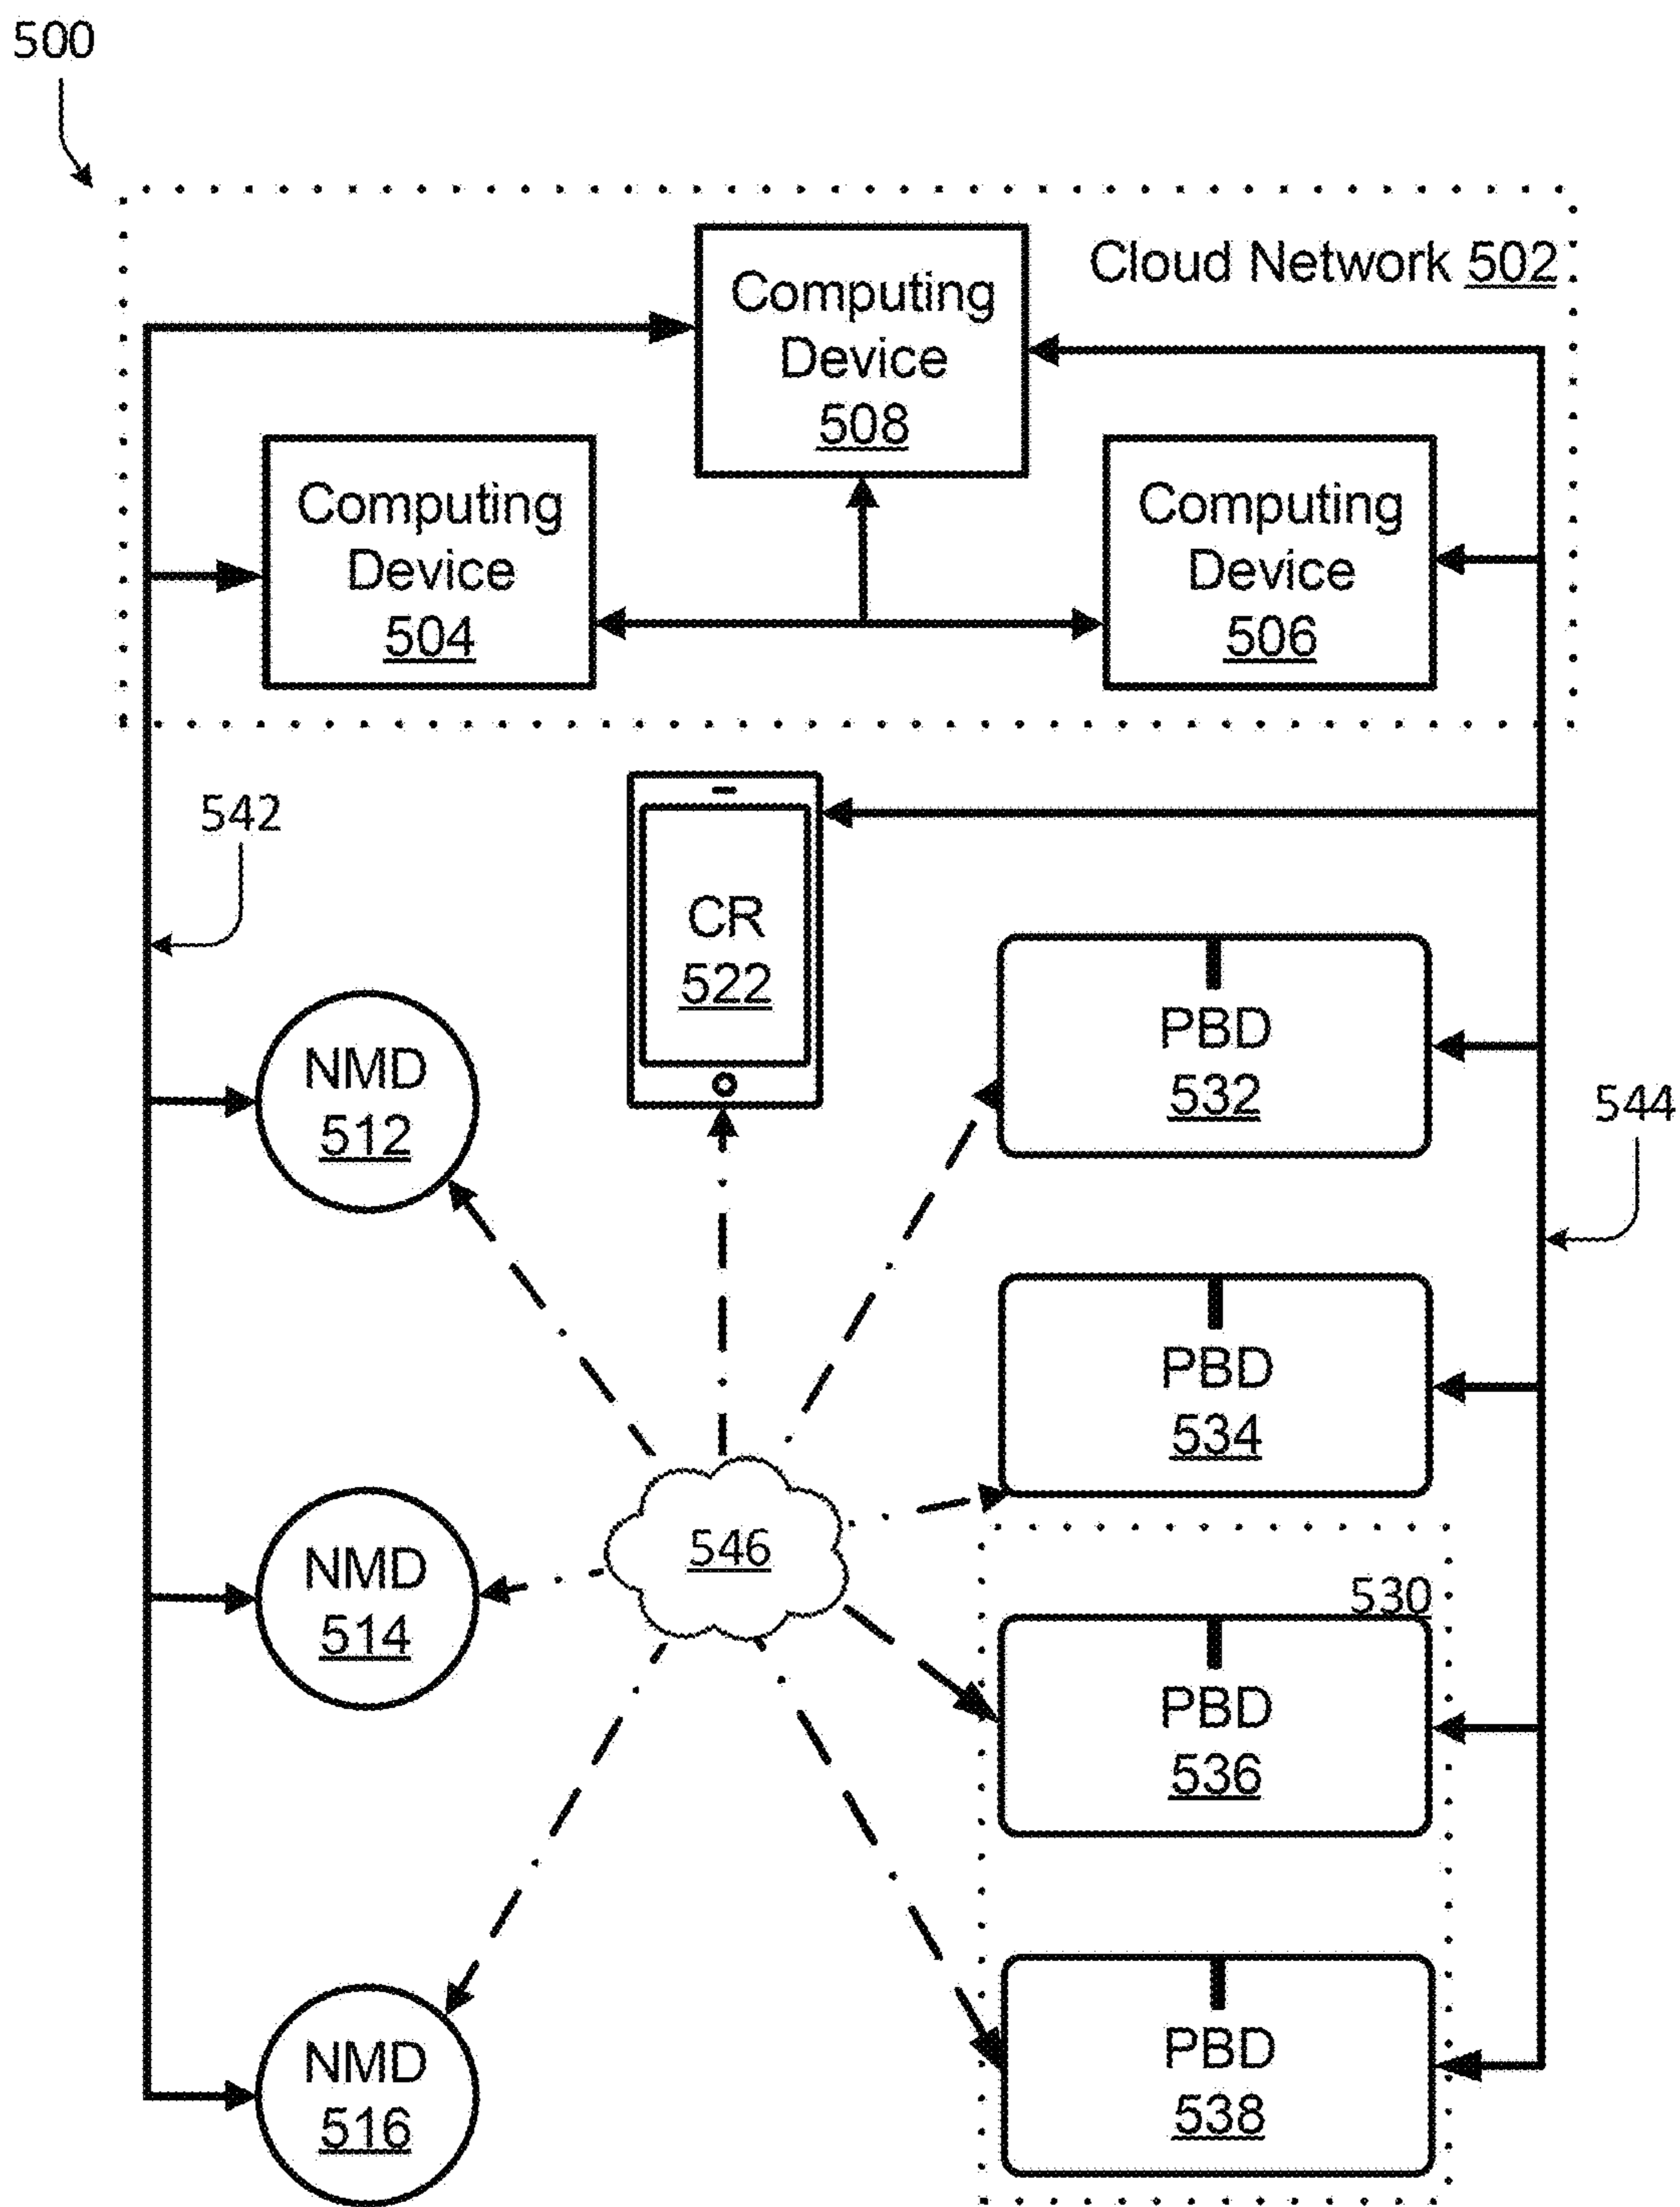 500
Cloud Network 502
Computing
Device
508
Computing
Device
504
Computing
Device
506
542
CR
522
PBD
532
544
NMD
512
PBD
534
NMD
514
546
530
PBD
536
NMD
516
PBD
538